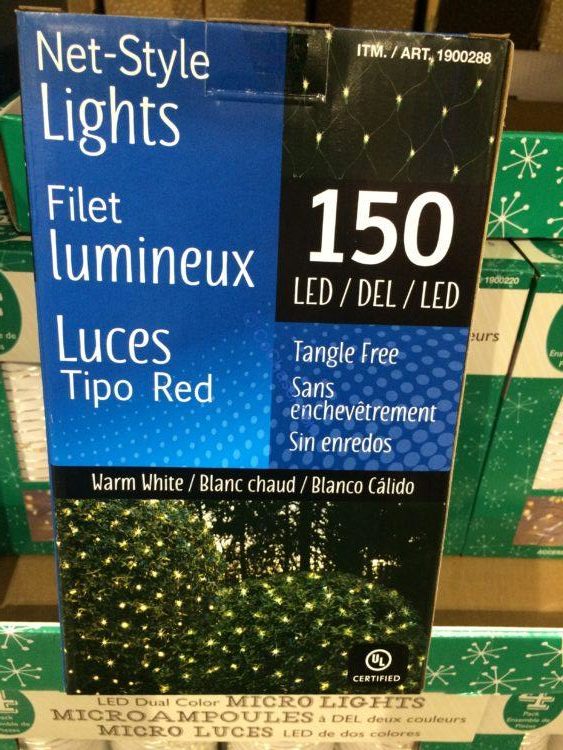 Net-Style
Lights
ITM. / ART. 1900288
Filet
lumineux
150
LED / DEL / LED
Luces
Tipo Red
Tangle Free
Sans
enchevêtrement
Sin enredos
Warm White / Blanc chaud / Blanco Cálido
UL
CERTIFIED
1900220
LED Dual Color MICRO LIGHTS
MICROAMPOULES à DEL deux couleurs
MICRO LUCES LED de dos colores